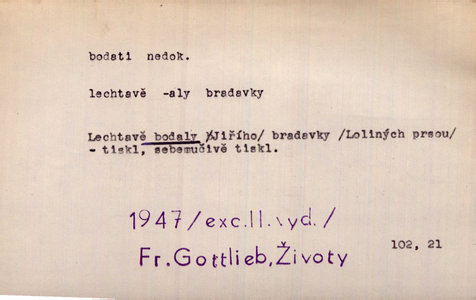 bodati nedok.
lechtavě -aly bradavky
Lechtavě bodaly /Jiřího/ bradavky /Loliných prsou/
- tiskl, sebemučivě tiskl.
1947/exc.II.vyd./
Fr.Gottlieb,Životy
102, 21